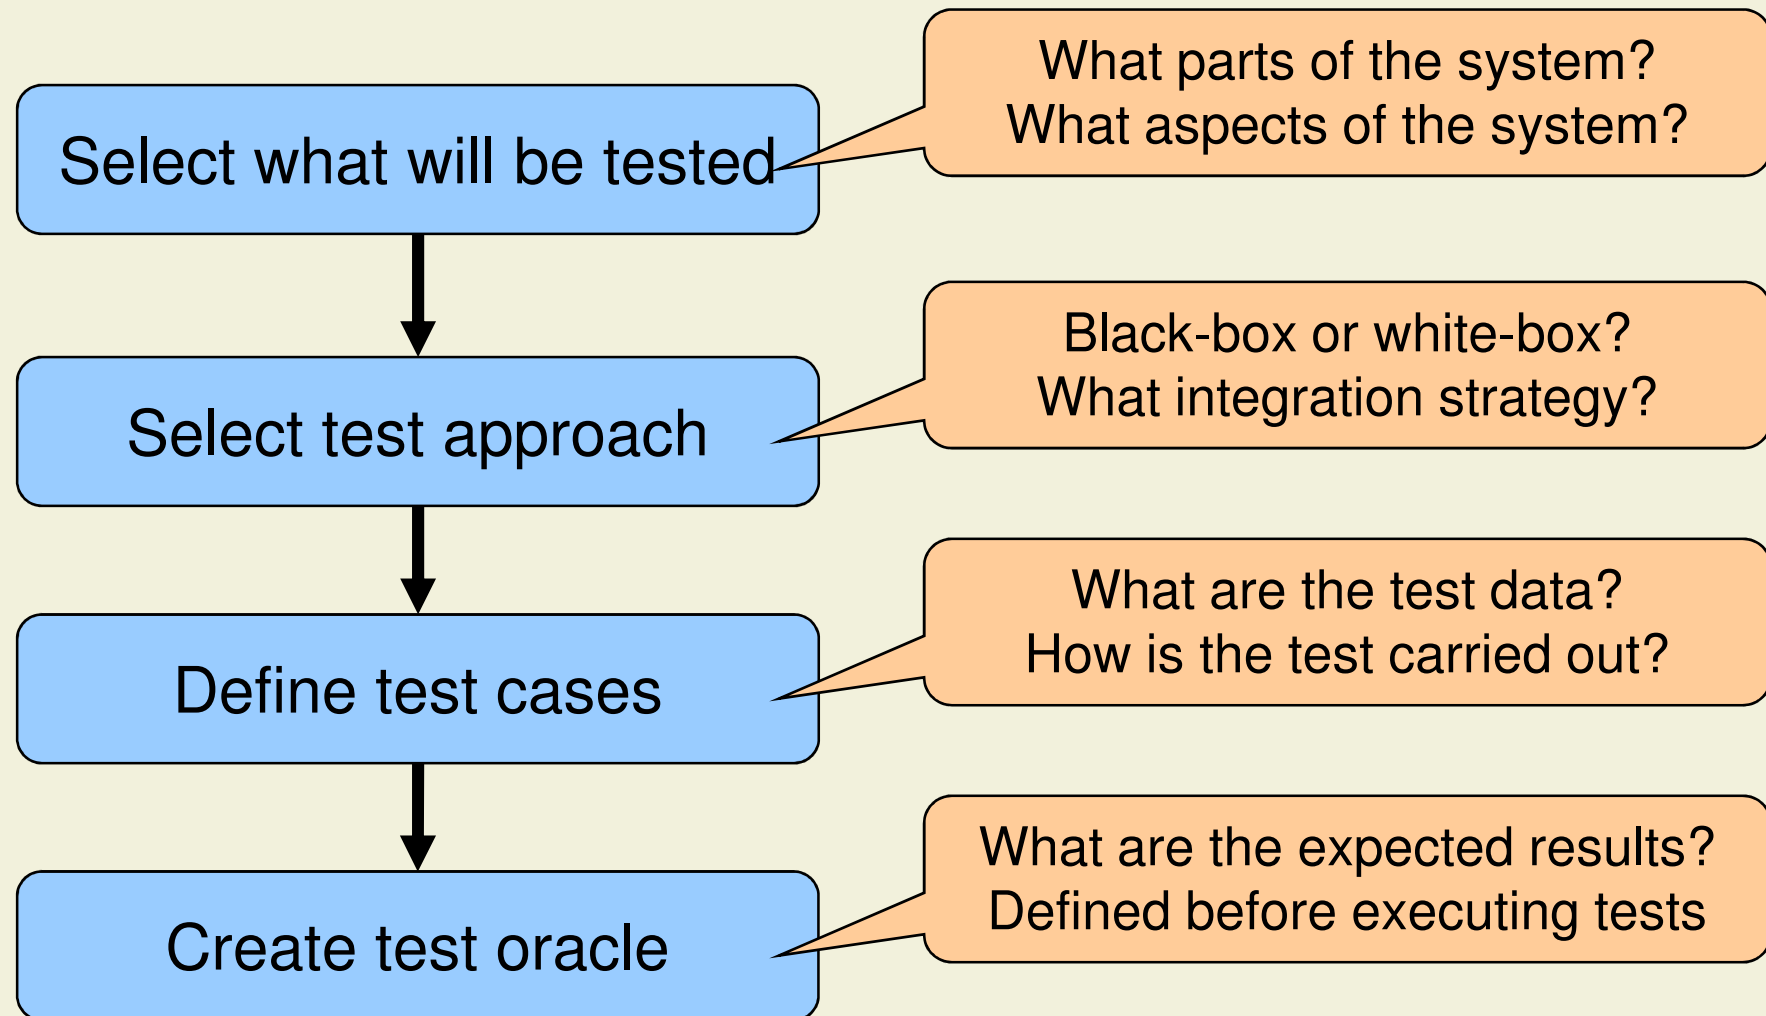 Select what will be tested
What parts of the system?
What aspects of the system?
Select test approach
Black-box or white-box?
What integration strategy?
Define test cases
What are the test data?
How is the test carried out?
Create test oracle
What are the expected results?
Defined before executing tests